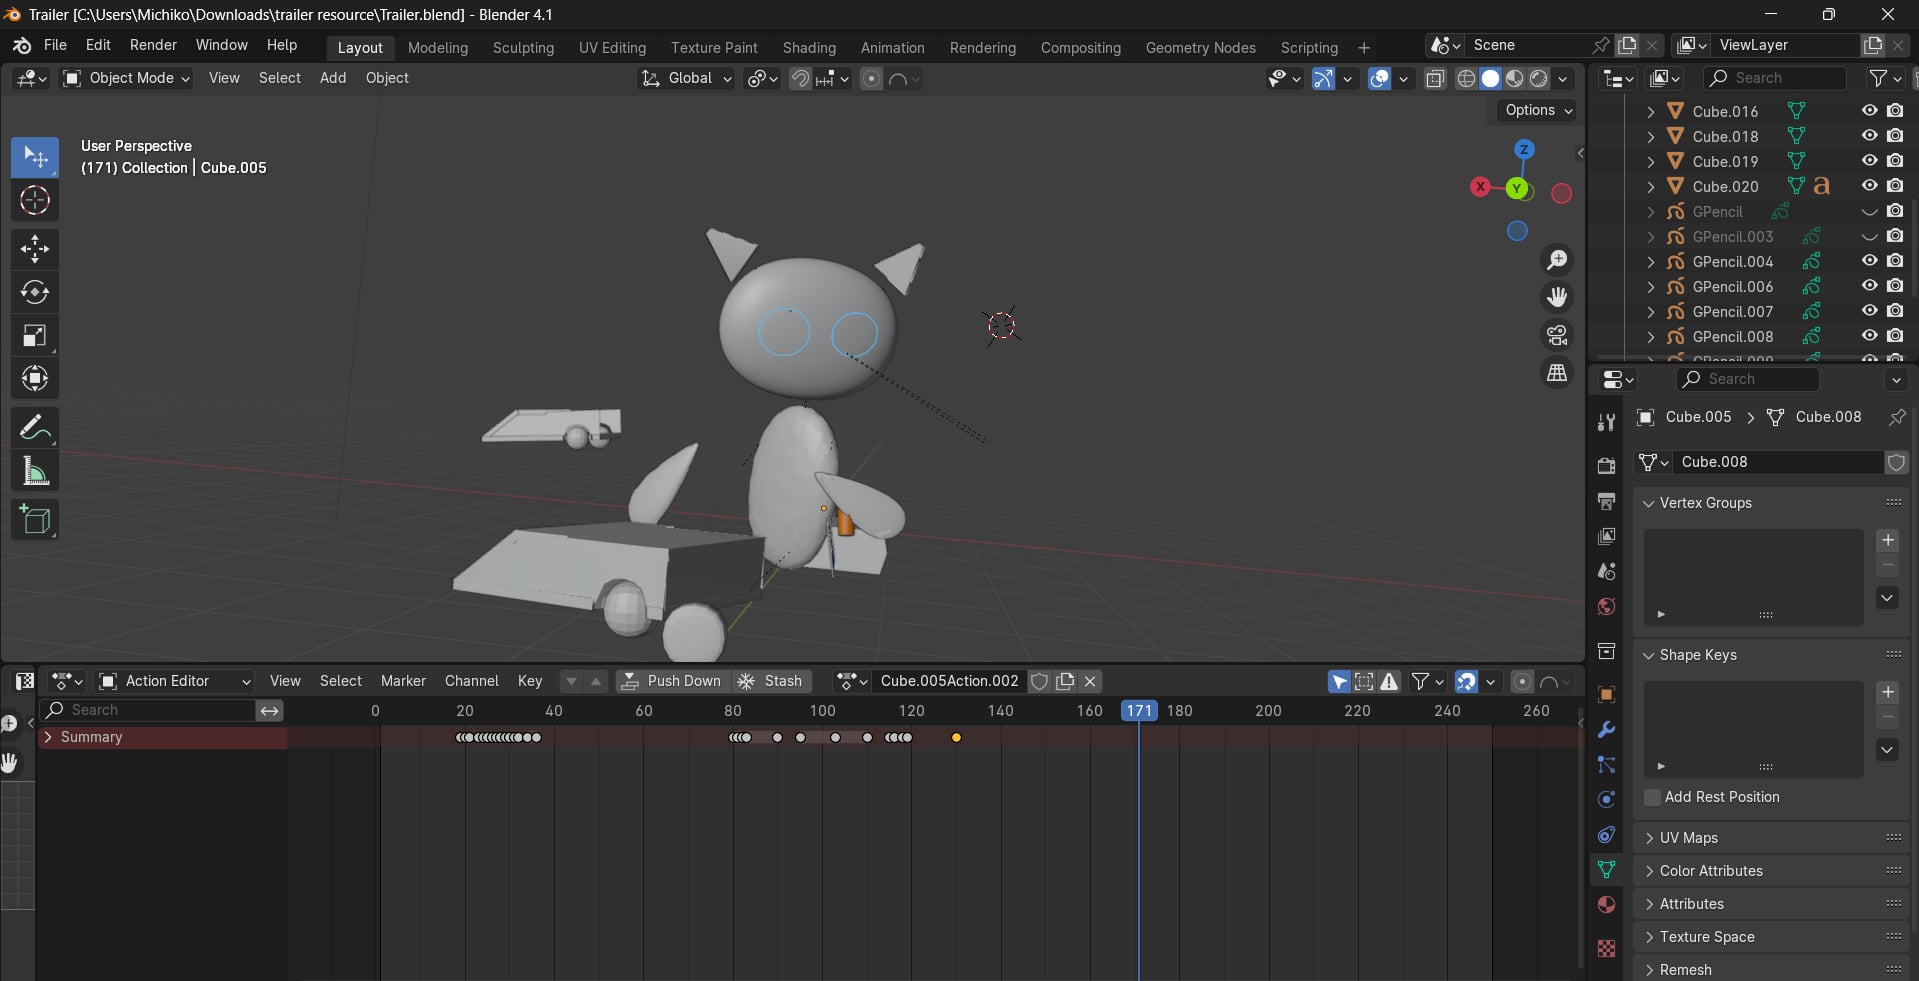 Trailer [C:\Users\Michiko\Downloads\trailer resource\Trailer.blend] - Blender 4.1
File Edit Render Window Help Layout Modeling Sculpting UV Editing Texture Paint Shading Animation Rendering Compositing Geometry Nodes Scripting + Scene ViewLayer
Object Mode View Select Add Object Global Search
Options
User Perspective
(171) Collection | Cube.005
Z
X
Y
Cube.016
Cube.018
Cube.019
Cube.020 a
GPencil
GPencil.003
GPencil.004
GPencil.006
GPencil.007
GPencil.008
GPencil.009
Search
Cube.005 > Cube.008
Cube.008
Vertex Groups
Shape Keys
Add Rest Position
UV Maps
Color Attributes
Attributes
Texture Space
Remesh
Action Editor View Select Marker Channel Key Push Down Stash Cube.005Action.002
Search 0 20 40 60 80 100 120 140 160 171 180 200 220 240 260
Summary